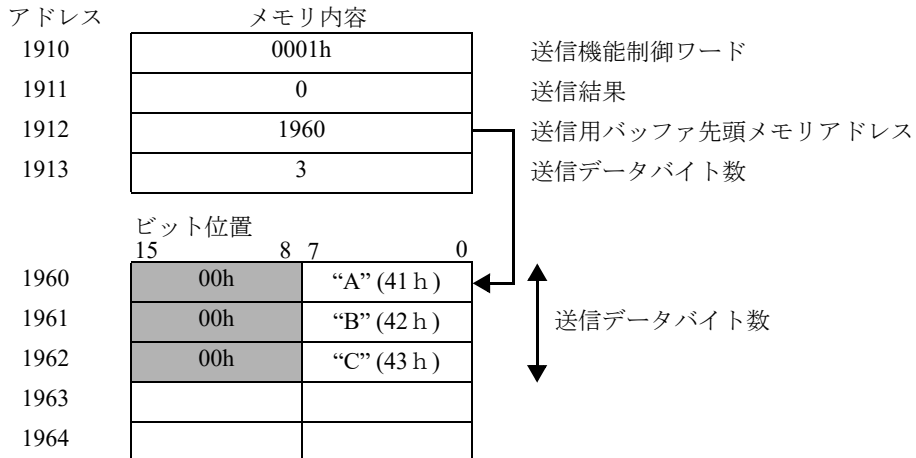 アドレス メモリ内容
1910 0001h 送信機能制御ワード
1911 0 送信結果
1912 1960 送信用バッファ先頭メモリアドレス
1913 3 送信データバイト数
ビット位置
15 8 7 0
1960 00h “A” (41ｈ)
1961 00h “B” (42ｈ) 送信データバイト数
1962 00h “C” (43ｈ)
1963
1964